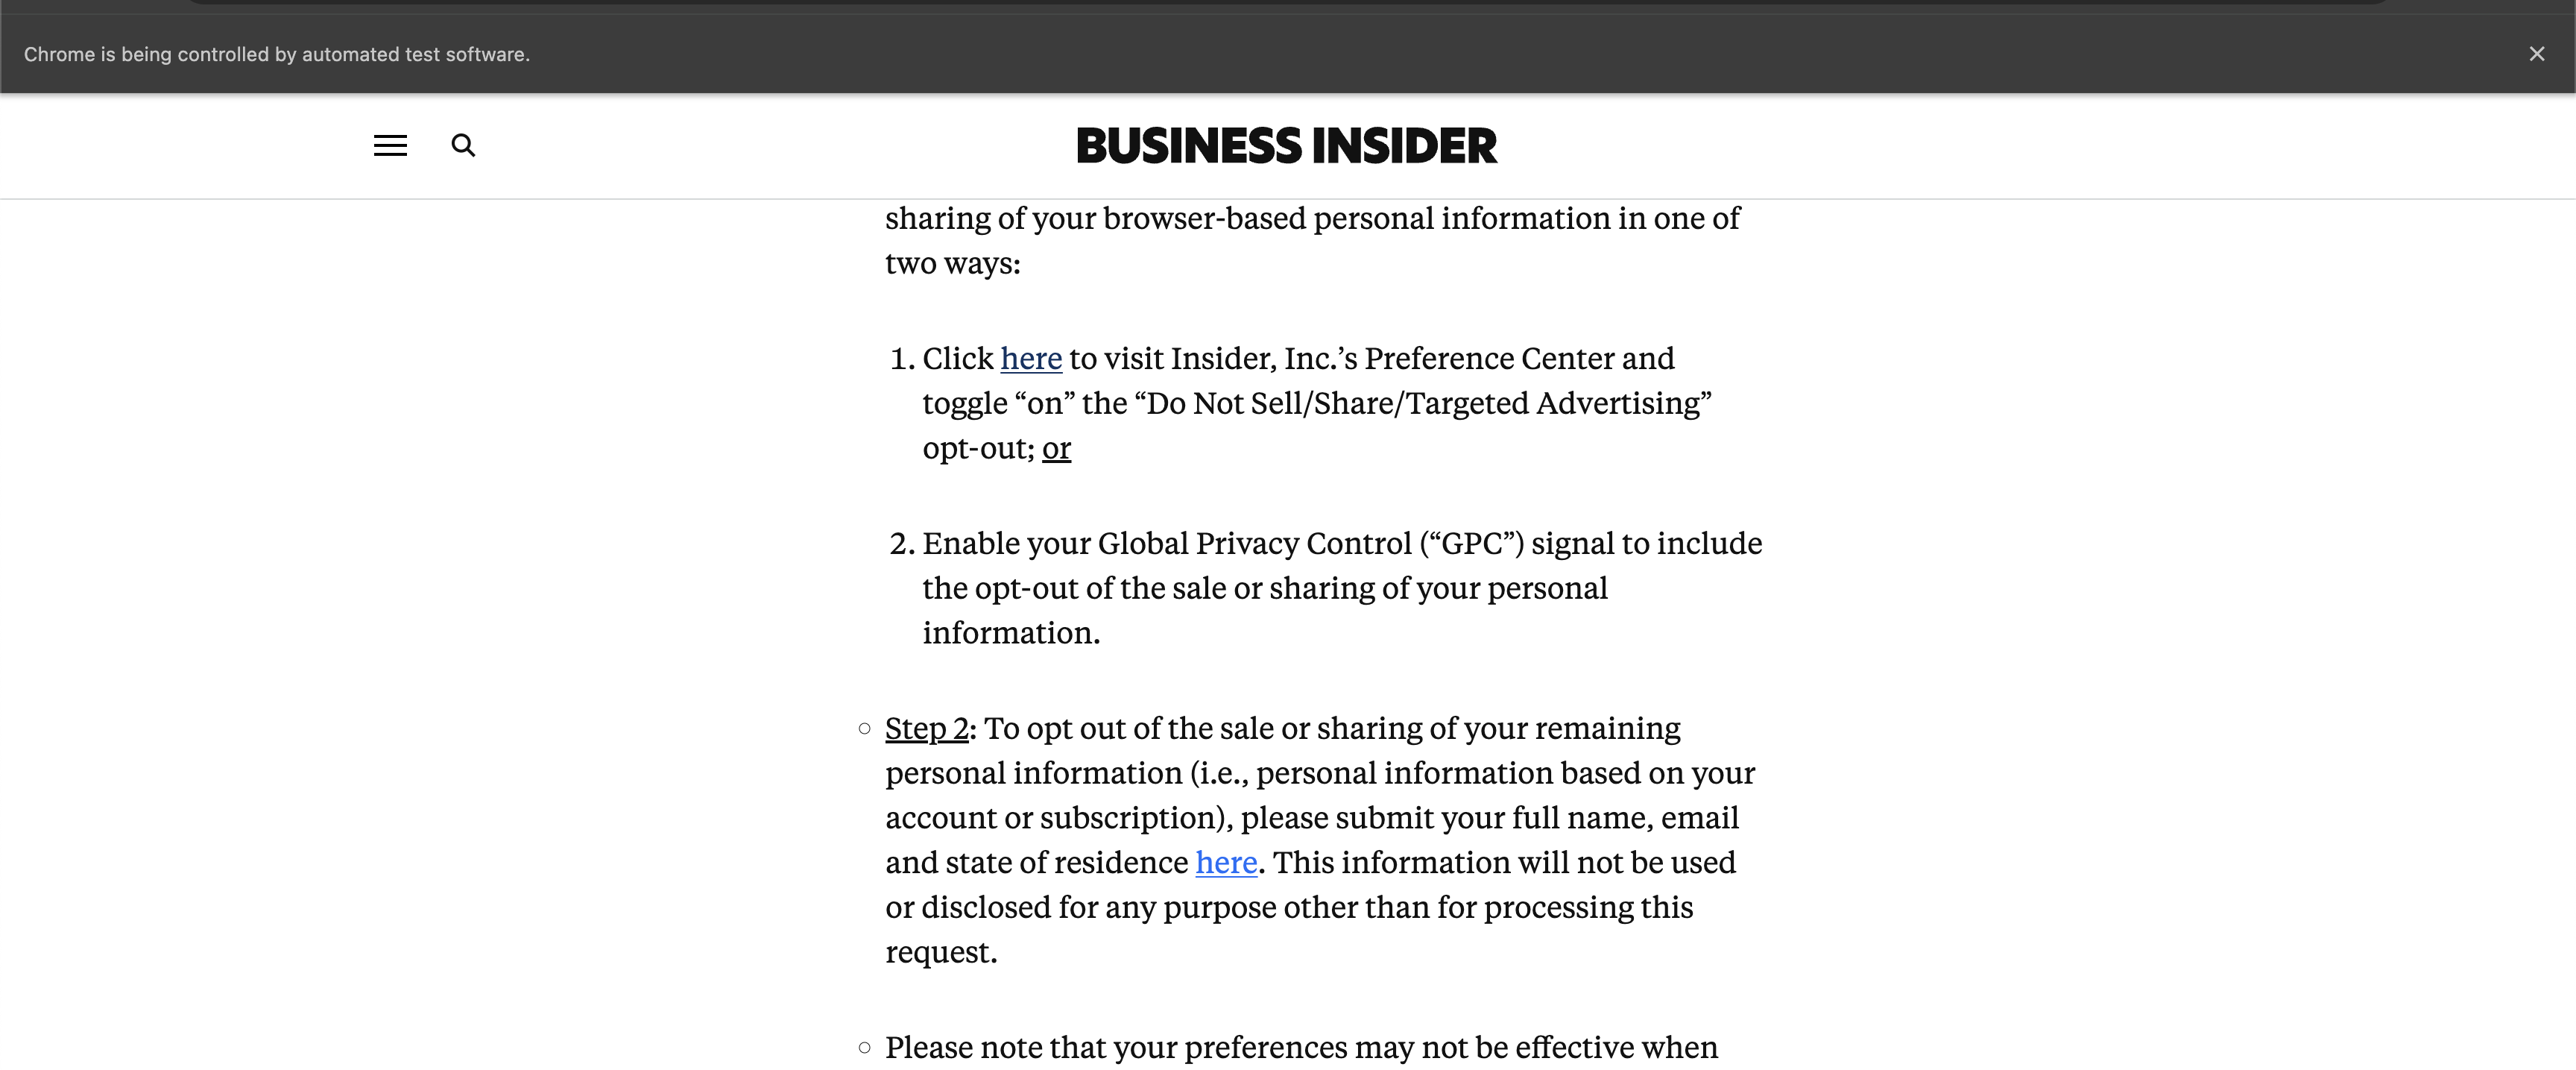 Chrome is being controlled by automated test software.
BUSINESS INSIDER
sharing of your browser-based personal information in one of
two ways:
1. Click here to visit Insider, Inc.’s Preference Center and
toggle “on” the “Do Not Sell/Share/Targeted Advertising”
opt-out; or
2. Enable your Global Privacy Control (“GPC”) signal to include
the opt-out of the sale or sharing of your personal
information.
Step 2: To opt out of the sale or sharing of your remaining
personal information (i.e., personal information based on your
account or subscription), please submit your full name, email
and state of residence here. This information will not be used
or disclosed for any purpose other than for processing this
request.
Please note that your preferences may not be effective when